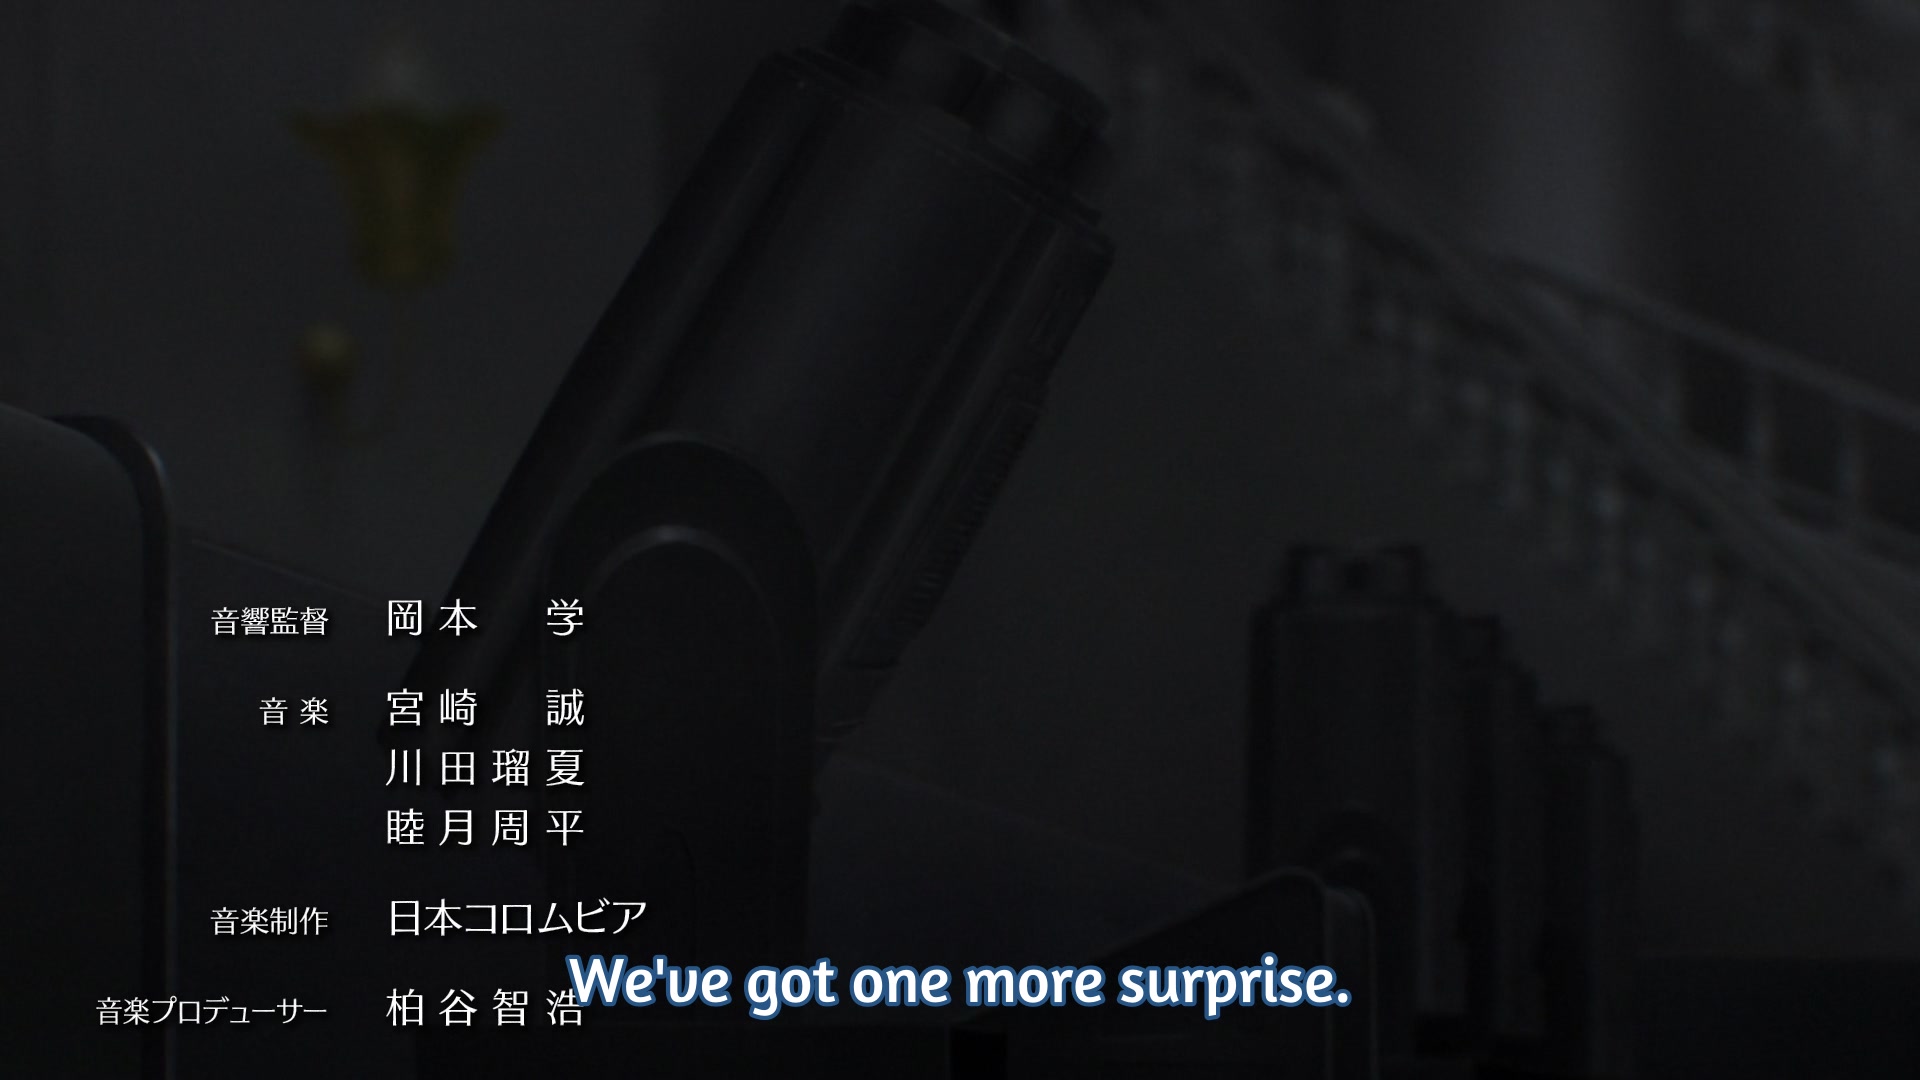 音響監督 岡本 学
音楽 宮崎 誠
川田瑠夏
睦月周平
音楽制作 日本コロムビア
音楽プロデューサー 柏谷智浩
We've got one more surprise.